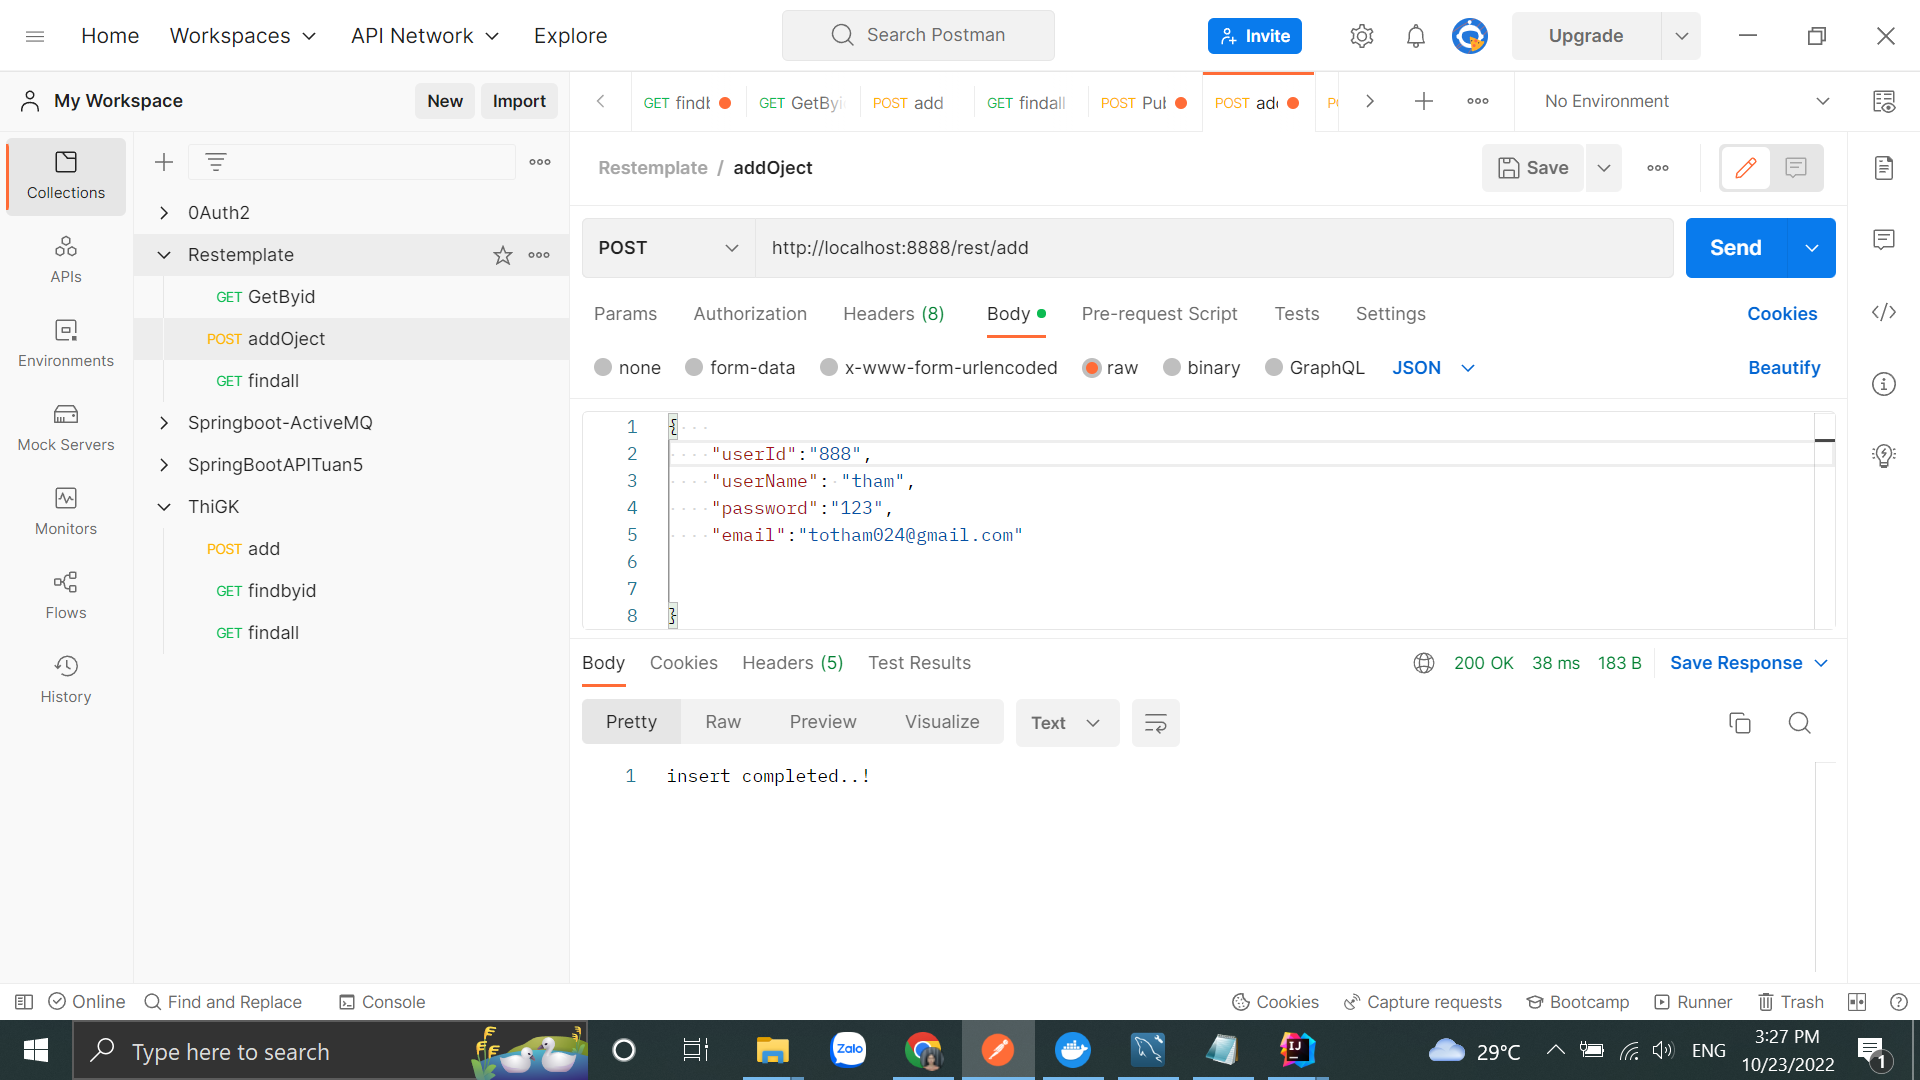 Home Workspaces API Network Explore Search Postman Invite Upgrade
My Workspace New Import
GET findb GET GetByi POST add GET findall POST Pul POST add No Environment
Collections
APIs
Environments
Mock Servers
Monitors
Flows
History
0Auth2
Restemplate
GET GetByid
POST addOject
GET findall
Springboot-ActiveMQ
SpringBootAPITuan5
ThiGK
POST add
GET findbyid
GET findall
Restemplate / addOject Save
POST http://localhost:8888/rest/add Send
Params Authorization Headers (8) Body Pre-request Script Tests Settings Cookies
none form-data x-www-form-urlencoded raw binary GraphQL JSON Beautify
1 {
2 "userId":"888",
3 "userName": "tham",
4 "password":"123",
5 "email":"totham024@gmail.com"
6
7
8 }
Body Cookies Headers (5) Test Results 200 OK 38 ms 183 B Save Response
Pretty Raw Preview Visualize Text
1 insert completed..!
Online Find and Replace Console Cookies Capture requests Bootcamp Runner Trash
Type here to search Zalo 29°C ENG 3:27 PM
10/23/2022 1